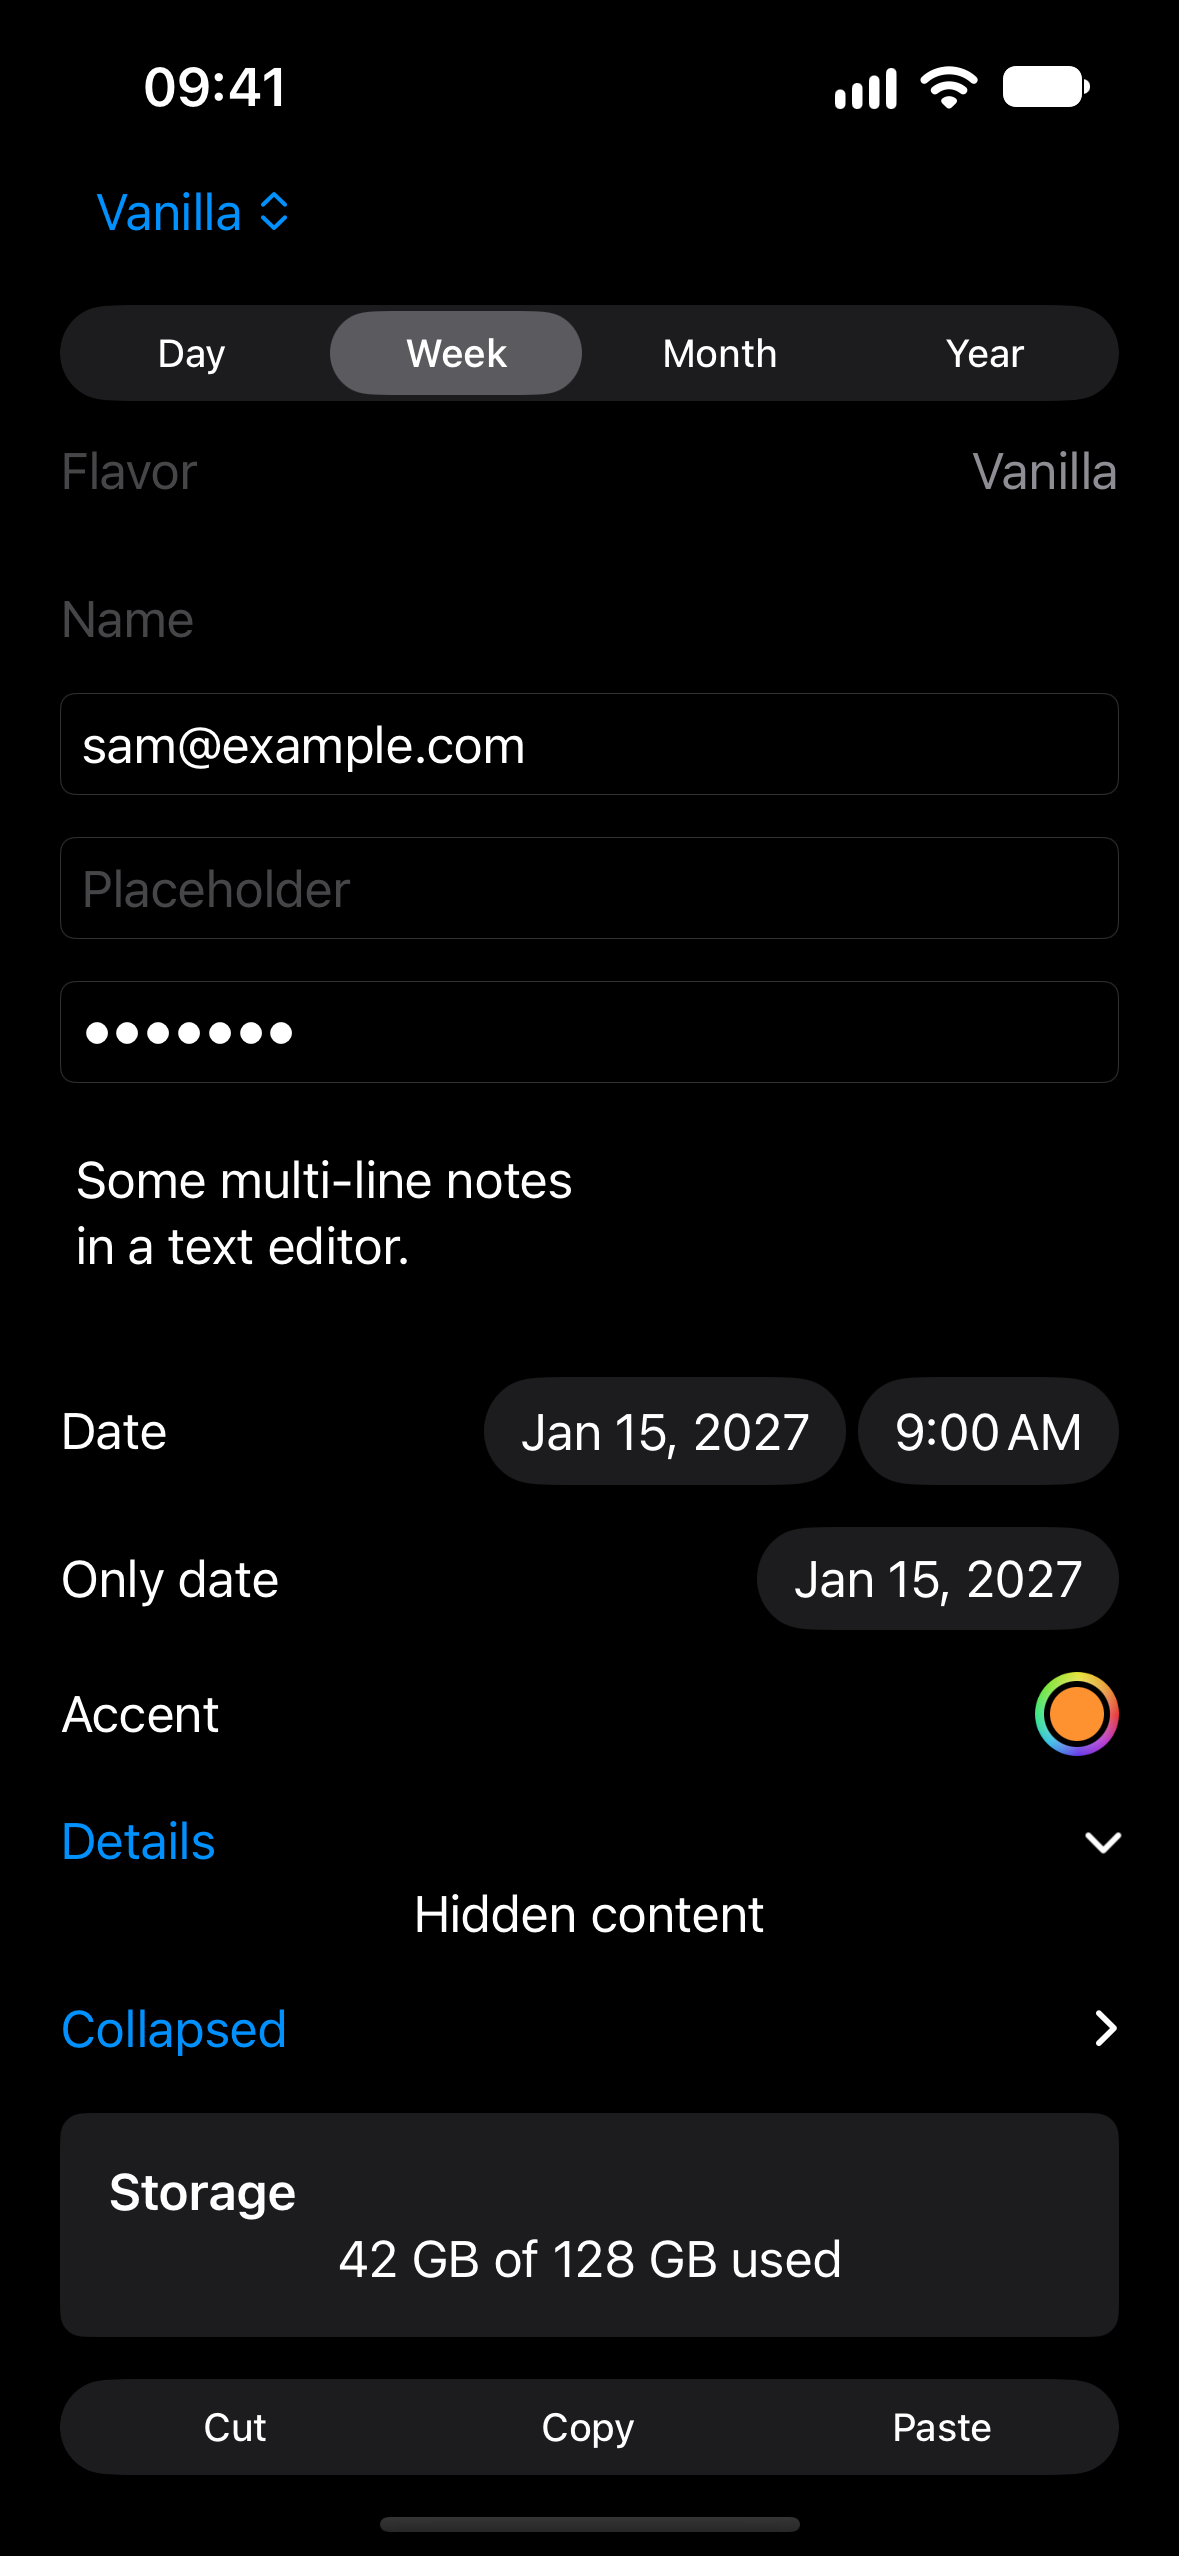 09:41
Vanilla
Day Week Month Year
Flavor Vanilla
Name
sam@example.com
Placeholder
•••••••
Some multi-line notes
in a text editor.
Date Jan 15, 2027 9:00 AM
Only date Jan 15, 2027
Accent
Details
Hidden content
Collapsed
Storage
42 GB of 128 GB used
Cut Copy Paste